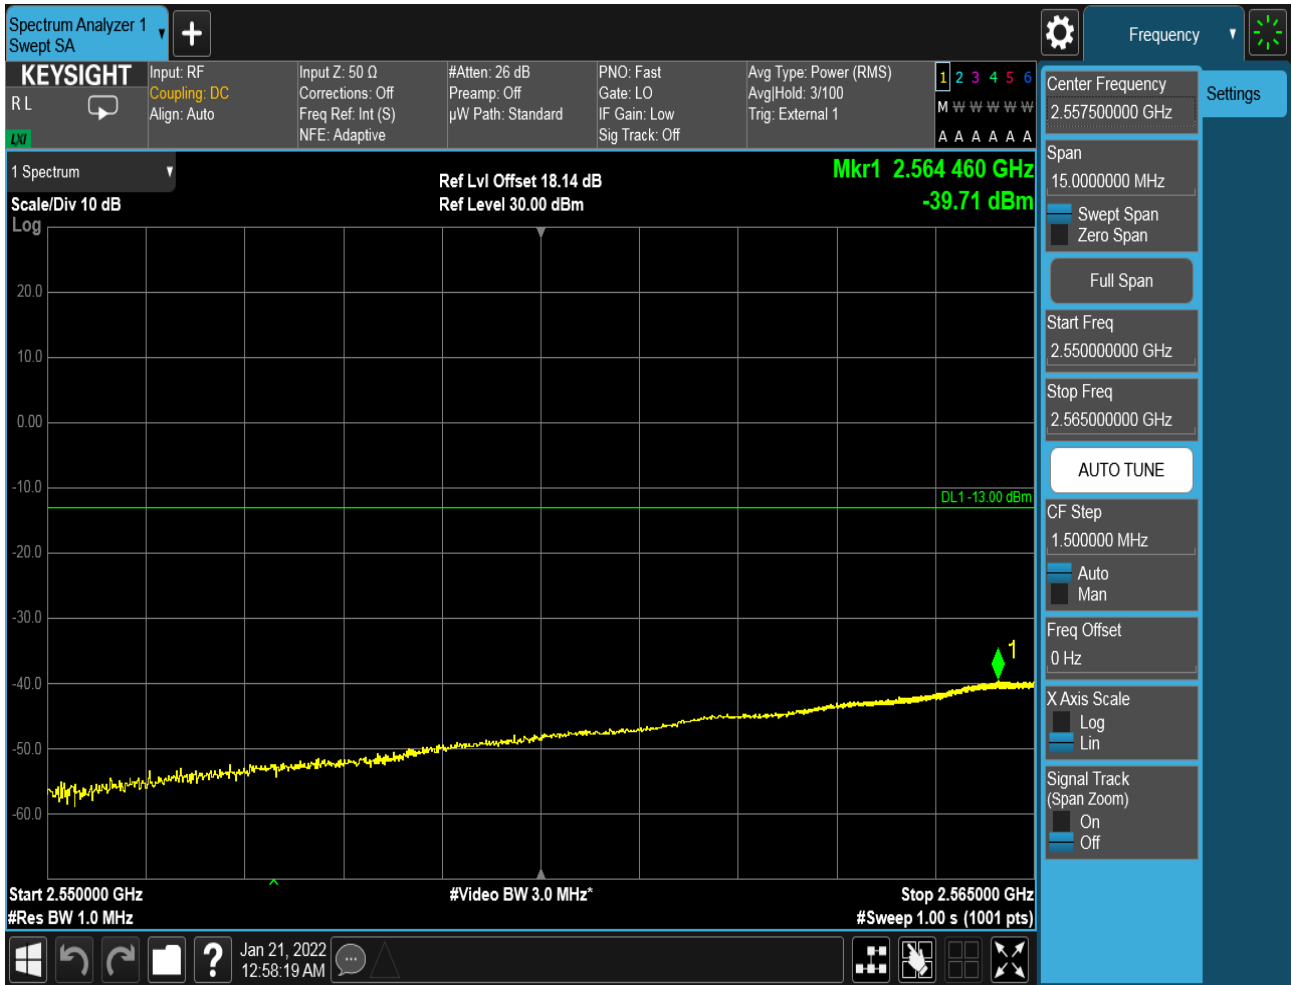 Spectrum Analyzer 1
Swept SA
Frequency
KEYSIGHT
R L
LXI
Input: RF
Coupling: DC
Align: Auto
Input Z: 50 Ω
Corrections: Off
Freq Ref: Int (S)
NFE: Adaptive
#Atten: 26 dB
Preamp: Off
µW Path: Standard
PNO: Fast
Gate: LO
IF Gain: Low
Sig Track: Off
Avg Type: Power (RMS)
Avg|Hold: 3/100
Trig: External 1
1 2 3 4 5 6
M W W W W W
A A A A A A
1 Spectrum
Scale/Div 10 dB
Log
Ref Lvl Offset 18.14 dB
Ref Level 30.00 dBm
Mkr1 2.564 460 GHz
-39.71 dBm
20.0
10.0
0.00
-10.0
DL1 -13.00 dBm
-20.0
-30.0
1
-40.0
-50.0
-60.0
Start 2.550000 GHz
#Res BW 1.0 MHz
#Video BW 3.0 MHz*
Stop 2.565000 GHz
#Sweep 1.00 s (1001 pts)
Jan 21, 2022
12:58:19 AM
?
Center Frequency
2.557500000 GHz
Settings
Span
15.0000000 MHz
Swept Span
Zero Span
Full Span
Start Freq
2.550000000 GHz
Stop Freq
2.565000000 GHz
AUTO TUNE
CF Step
1.500000 MHz
Auto
Man
Freq Offset
0 Hz
X Axis Scale
Log
Lin
Signal Track
(Span Zoom)
On
Off